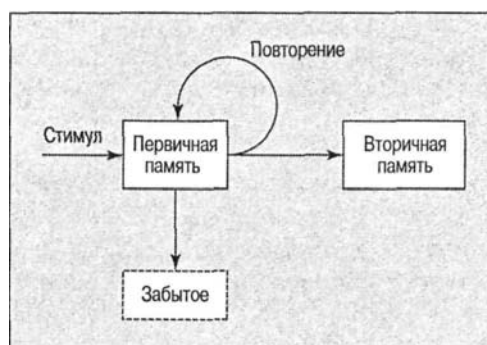 Повторение
Стимул
Первичная
память
Вторичная
память
Забытое